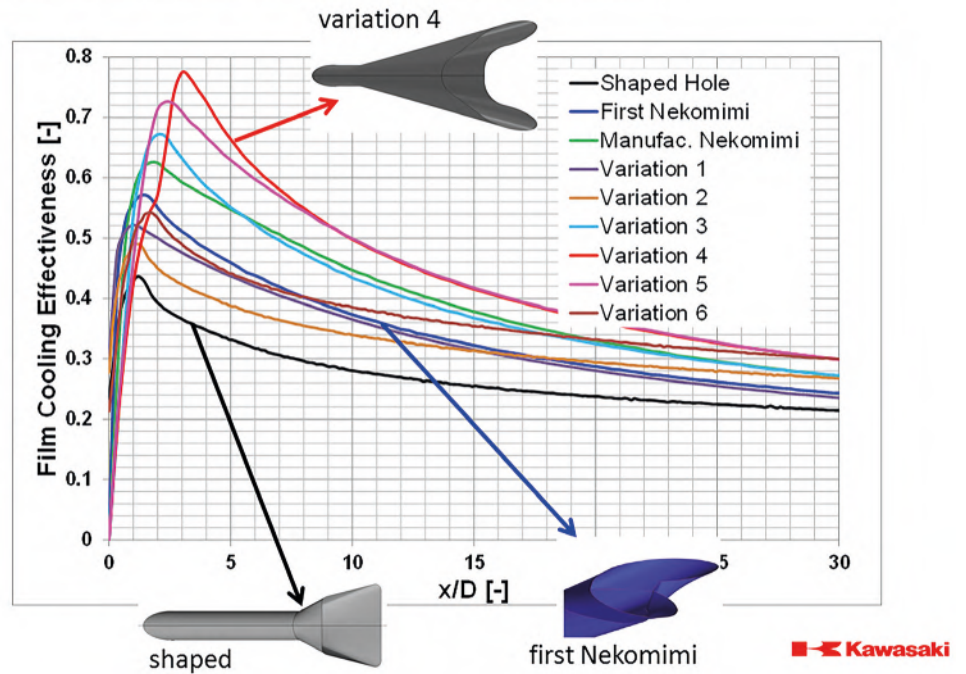 variation 4
0.8
0.7
0.6
0.5
0.4
0.3
0.2
0.1
0
Film Cooling Effectiveness [-]
Shaped Hole
First Nekomimi
Manufac. Nekomimi
Variation 1
Variation 2
Variation 3
Variation 4
Variation 5
Variation 6
0 5 10 15 5 30
x/D [-]
shaped
first Nekomimi
Kawasaki